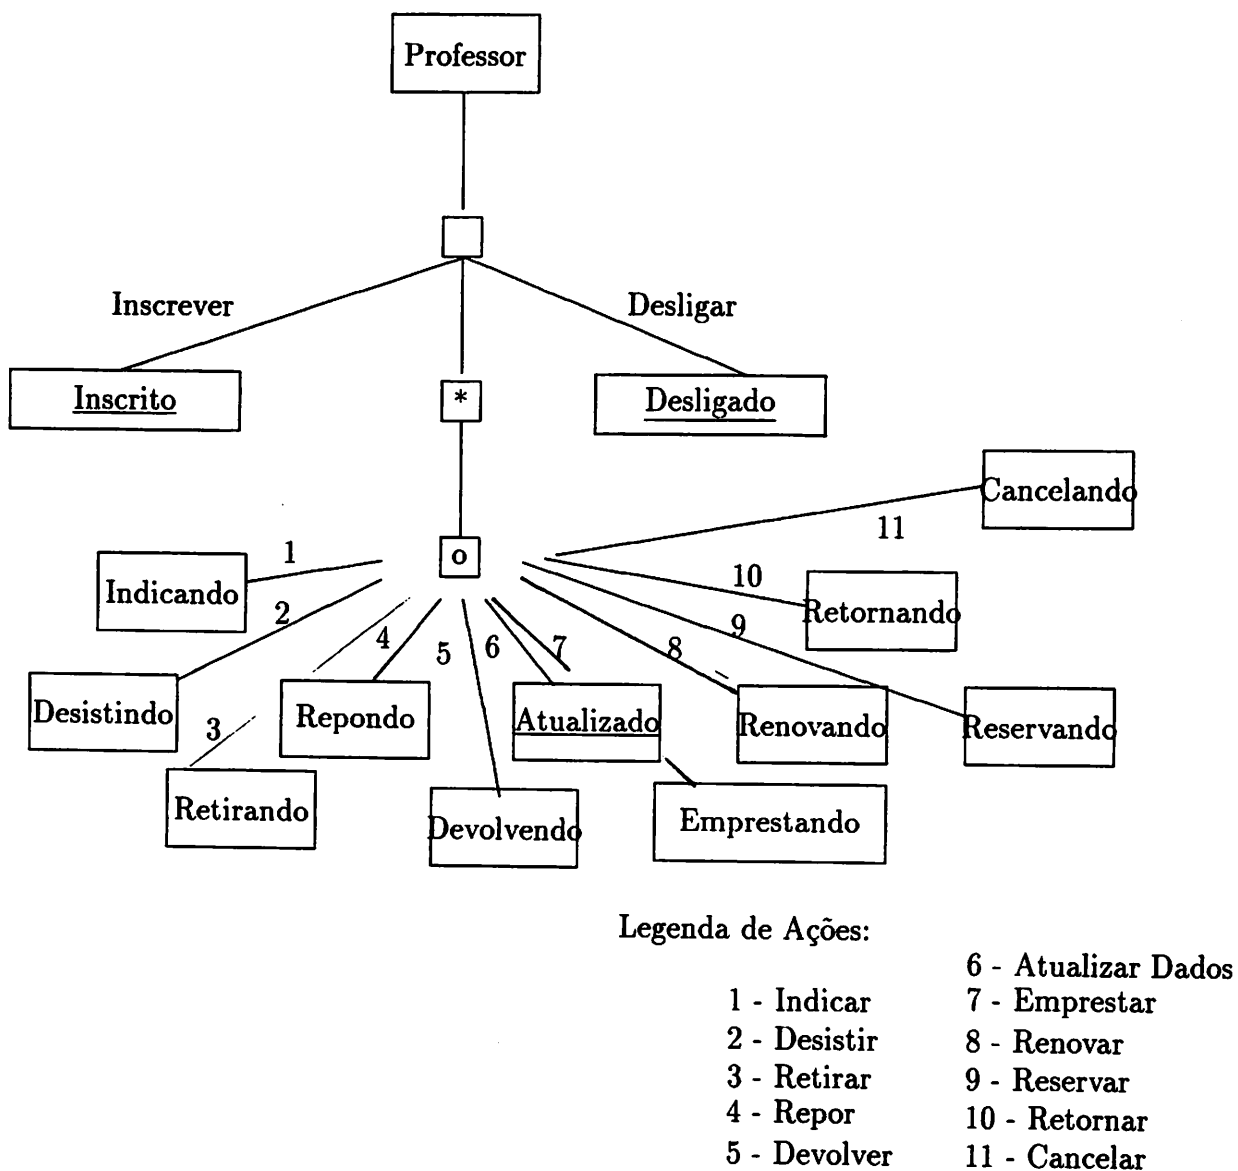 Professor
Inscrever
Desligar
Inscrito
*
Desligado
Cancelando
11
1
o
Indicando
10
Retornando
2
4
5
6
7
8
9
Desistindo
3
Repondo
Atualizado
Renovando
Reservando
Retirando
Devolvendo
Emprestando
Legenda de Ações:
1 - Indicar
2 - Desistir
3 - Retirar
4 - Repor
5 - Devolver
6 - Atualizar Dados
7 - Emprestar
8 - Renovar
9 - Reservar
10 - Retornar
11 - Cancelar